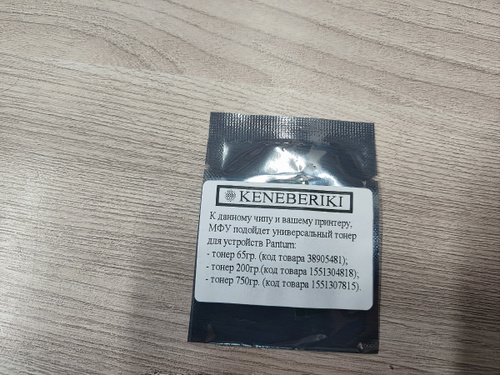 KENEBERIKI
К данному чипу и вашему принтеру,
МФУ подойдет универсальный тонер
для устройств Pantum:
- тонер 65гр. (код товара 38905481);
- тонер 200гр.(код товара 1551304818);
- тонер 750гр. (код товара 1551307815).